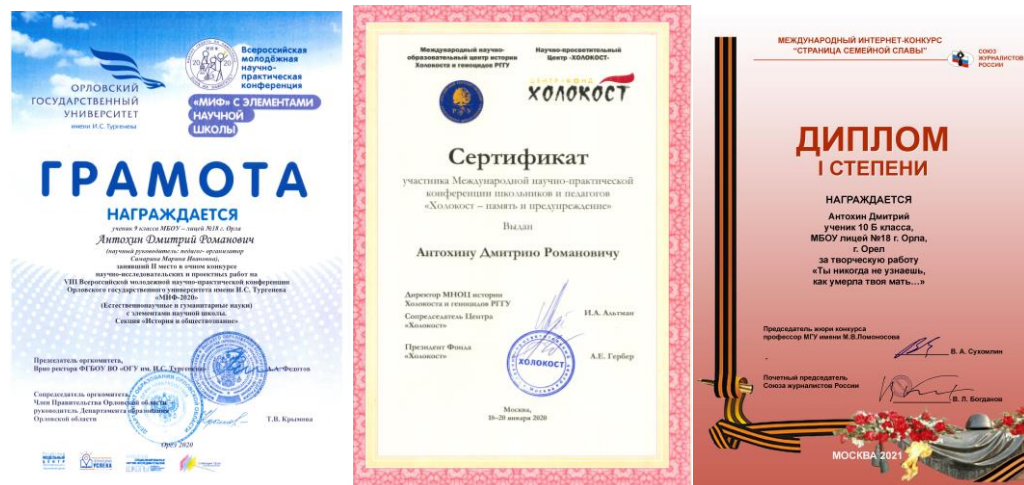 ОРЛОВСКИЙ
ГОСУДАРСТВЕННЫЙ
УНИВЕРСИТЕТ
имени И.С. Тургенева
Всероссийская
молодёжная
научно-
практическая
конференция
«МИФ» С ЭЛЕМЕНТАМИ
НАУЧНОЙ
ШКОЛЫ
ГРАМОТА
НАГРАЖДАЕТСЯ
ученик 9 класса МБОУ – лицей №18 г. Орла
Антохин Дмитрий Романович
(научный руководитель: педагог- организатор
Симарина Марина Ивановна),
занявший II место в очном конкурсе
научно-исследовательских и проектных работ на
VIII Всероссийской молодежной научно-практической конференции
Орловского государственного университета имени И.С. Тургенева
«МИФ-2020»
(Естественнонаучные и гуманитарные науки)
с элементами научной школы.
Секция «История и обществознание»
Председатель оргкомитета,
Врио ректора ФГБОУ ВО «ОГУ им. И.С. Тургенева»
А.А. Федотов
Сопредседатель оргкомитета,
Член Правительства Орловской области
руководитель Департамента образования
Орловской области
Т.В. Крымова
Орел 2020
Международный научно-
образовательный центр истории
Холокоста и геноцидов РГГУ
Научно-просветительный
Центр «ХОЛОКОСТ»
ЦЕНТР•ФОНД
ХОЛОКОСТ
Сертификат
участника Международной научно-практической
конференции школьников и педагогов
«Холокост – память и предупреждение»
Выдан
Антохину Дмитрию Романовичу
Директор МНОЦ истории
Холокоста и геноцидов РГГУ
Сопредседатель Центра
«Холокост»
И.А. Альтман
Президент Фонда
«Холокост»
А.Е. Гербер
ХОЛОКОСТ
Москва,
18-20 января 2020
МЕЖДУНАРОДНЫЙ ИНТЕРНЕТ-КОНКУРС
"СТРАНИЦА СЕМЕЙНОЙ СЛАВЫ"
СОЮЗ
ЖУРНАЛИСТОВ
РОССИИ
ДИПЛОМ
I СТЕПЕНИ
НАГРАЖДАЕТСЯ
Антохин Дмитрий
ученик 10 Б класса,
МБОУ лицей №18 г. Орла,
г. Орел
за творческую работу
«Ты никогда не узнаешь,
как умерла твоя мать…»
Председатель жюри конкурса
профессор МГУ имени М.В.Ломоносова
В. А. Сухомлин
Почетный председатель
Союза журналистов России
В. Л. Богданов
МОСКВА 2021